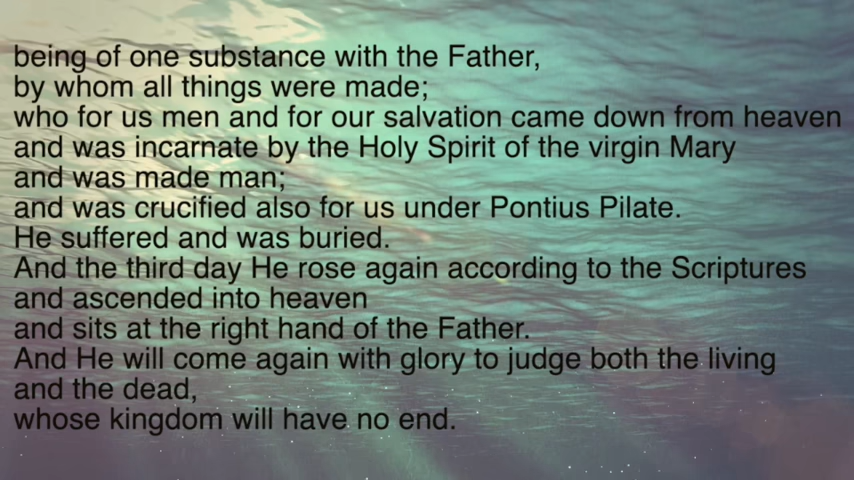 being of one substance with the Father,
by whom all things were made;
who for us men and for our salvation came down from heaven
and was incarnate by the Holy Spirit of the virgin Mary
and was made man;
and was crucified also for us under Pontius Pilate.
He suffered and was buried.
And the third day He rose again according to the Scriptures
and ascended into heaven
and sits at the right hand of the Father.
And He will come again with glory to judge both the living
and the dead,
whose kingdom will have no end.